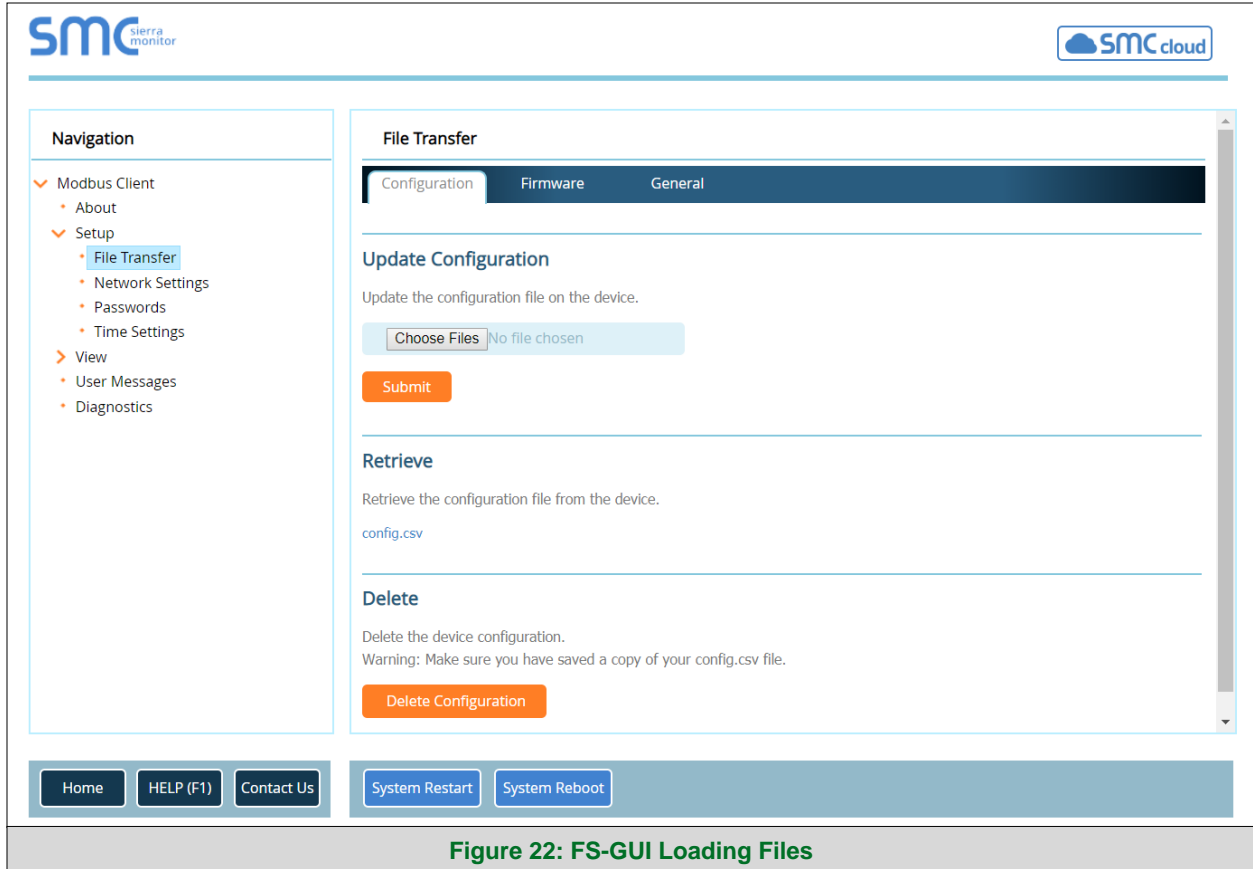 SMC sierra monitor
SMC cloud
Navigation
Modbus Client
About
Setup
File Transfer
Network Settings
Passwords
Time Settings
View
User Messages
Diagnostics
File Transfer
Configuration Firmware General
Update Configuration
Update the configuration file on the device.
Choose Files No file chosen
Submit
Retrieve
Retrieve the configuration file from the device.
config.csv
Delete
Delete the device configuration.
Warning: Make sure you have saved a copy of your config.csv file.
Delete Configuration
Home HELP (F1) Contact Us
System Restart System Reboot
Figure 22: FS-GUI Loading Files